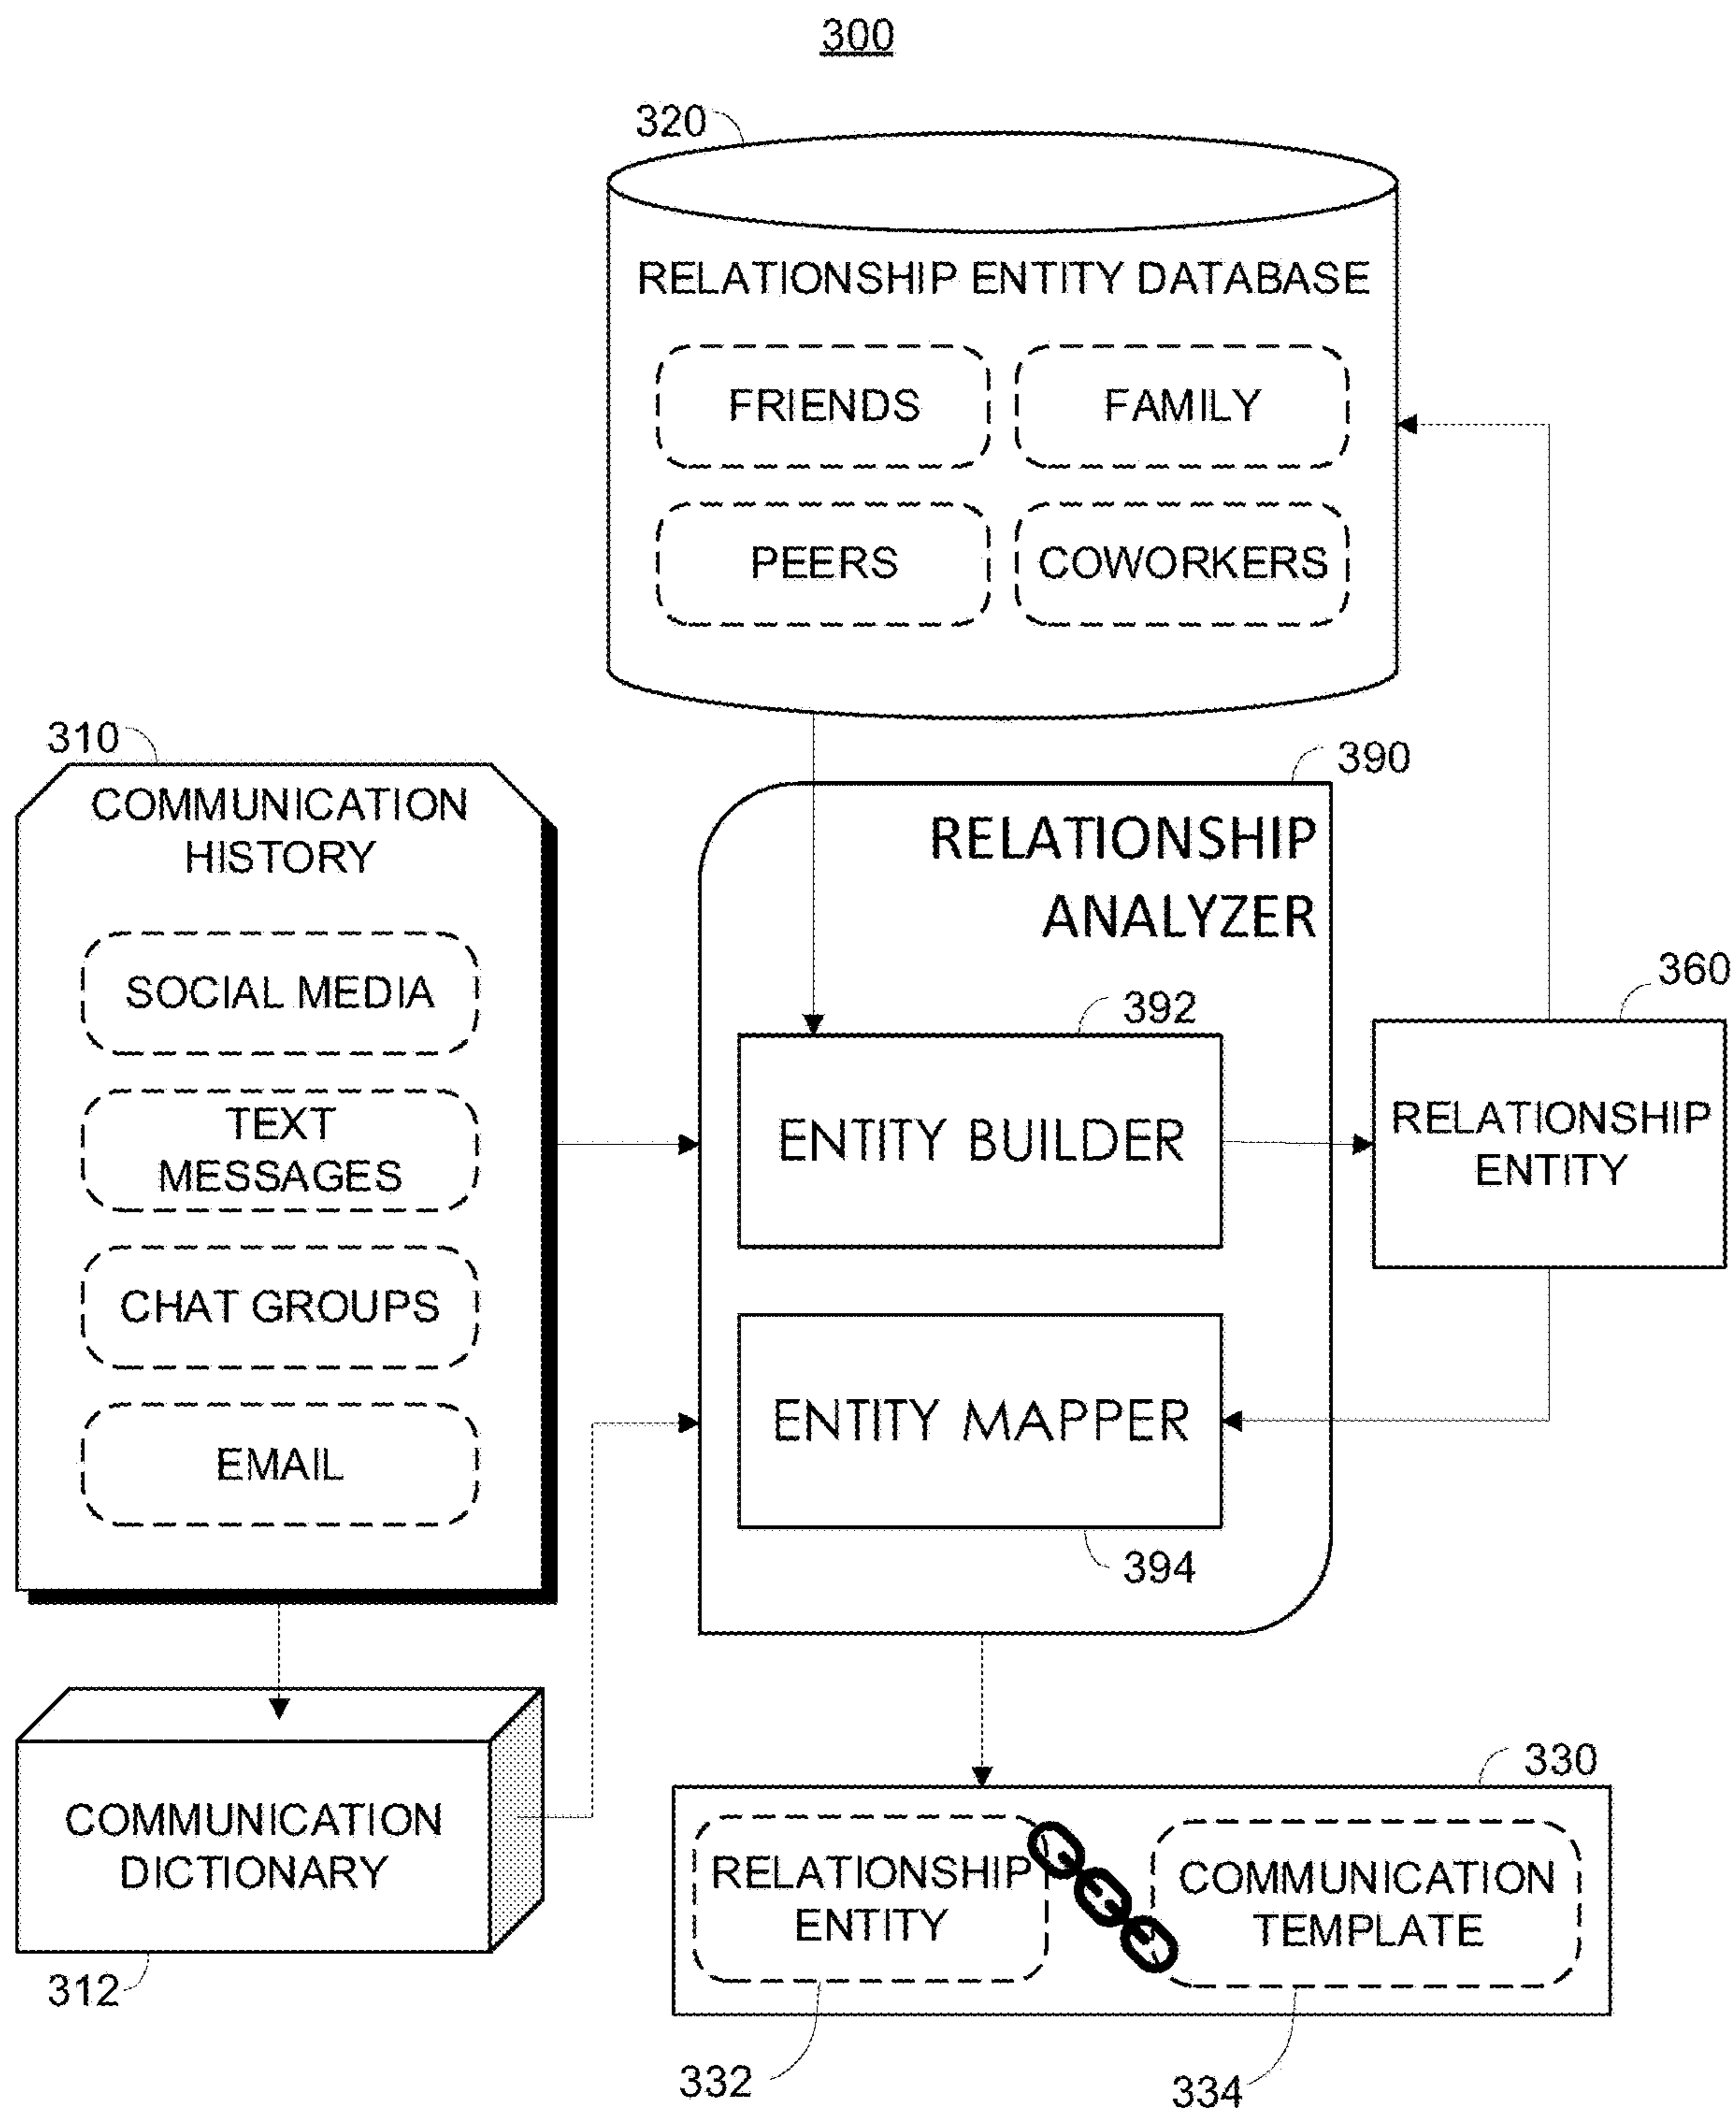 300
320
RELATIONSHIP ENTITY DATABASE
FRIENDS
FAMILY
PEERS
COWORKERS
310
COMMUNICATION
HISTORY
SOCIAL MEDIA
TEXT
MESSAGES
CHAT GROUPS
EMAIL
390
RELATIONSHIP
ANALYZER
392
ENTITY BUILDER
ENTITY MAPPER
394
360
RELATIONSHIP
ENTITY
COMMUNICATION
DICTIONARY
312
330
RELATIONSHIP
ENTITY
COMMUNICATION
TEMPLATE
332
334